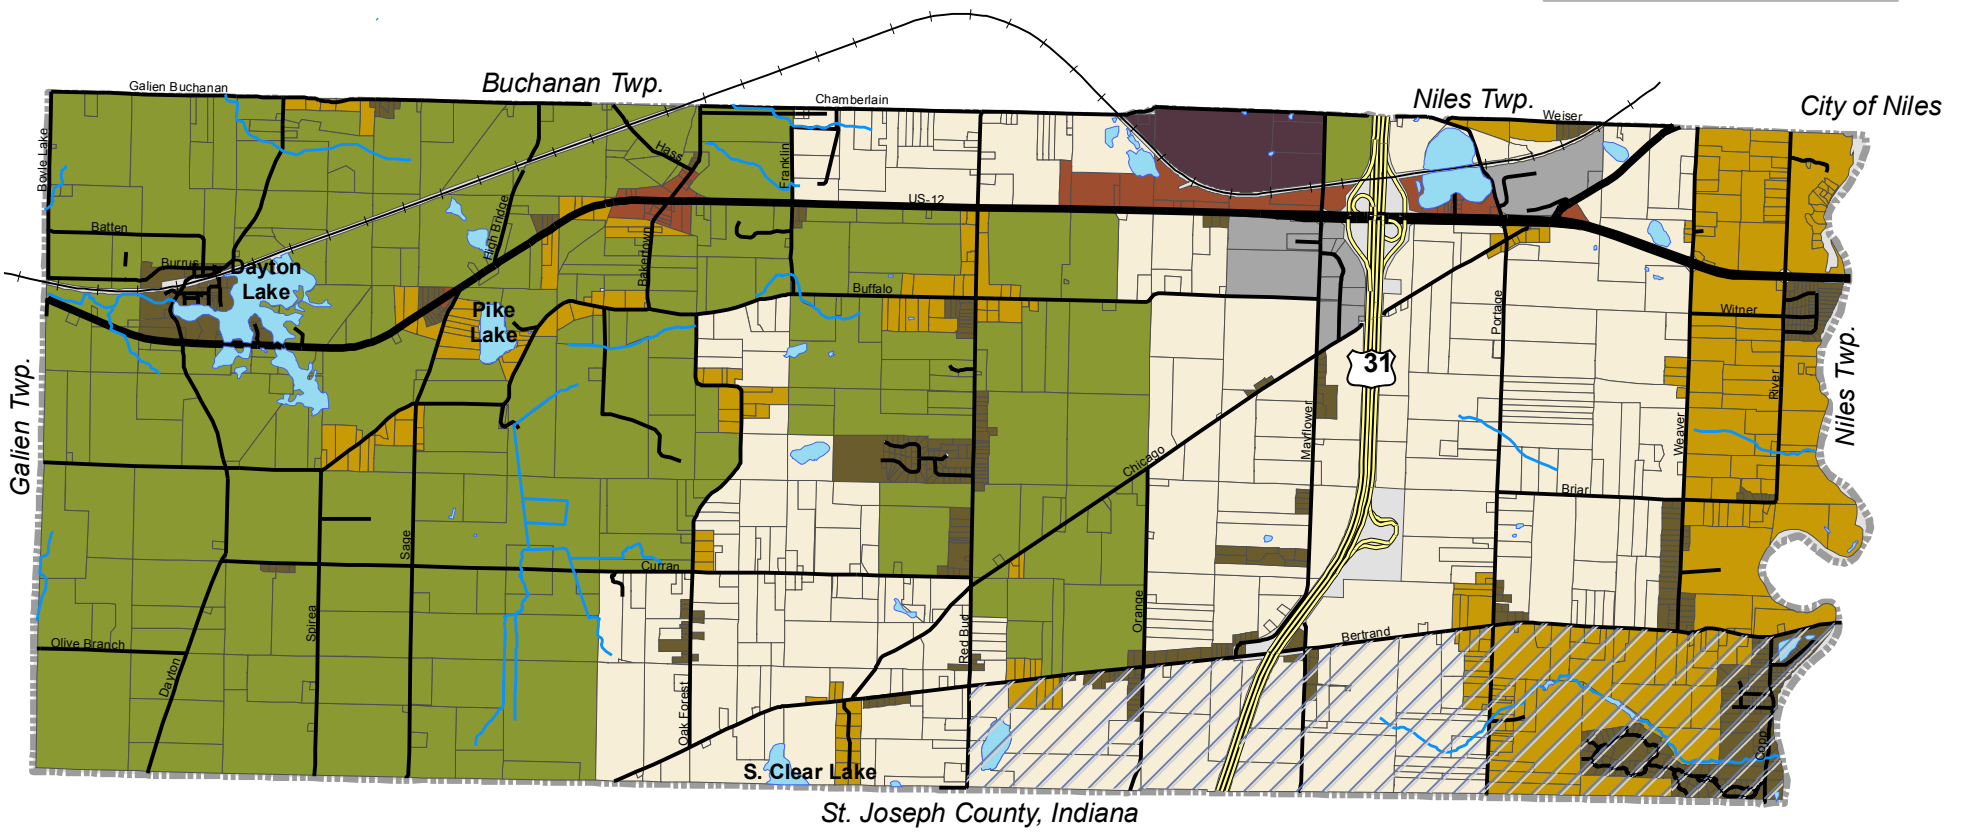 Buchanan Twp.
Niles Twp.
City of Niles
Galien Buchanan
Chamberlain
Weiser
Boyle Lake
Hass
Franklin
US-12
Batten
High Bridge
Bakertown
Burrus
Dayton
Lake
Buffalo
Pike
Lake
Portage
Witner
Niles Twp.
31
River
Galien Twp.
Mayflower
Weaver
Chicago
Briar
Sage
Curran
Spirea
Orange
Red Bud
Bertrand
Olive Branch
Dayton
Oak Forest
Copp
S. Clear Lake
St. Joseph County, Indiana